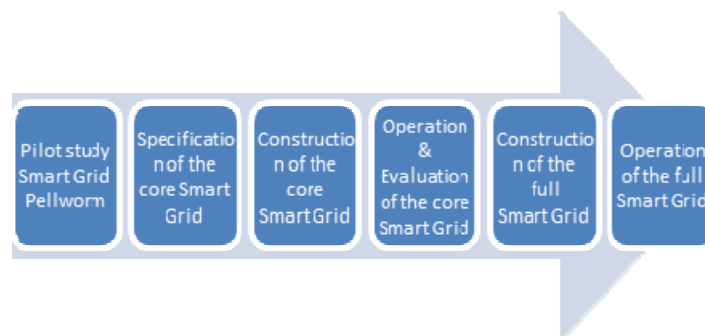 Pilot study
Smart Grid
Pellworm
Specificatio
n of the
core Smart
Grid
Constructio
n of the
core
Smart Grid
Operation
&
Evaluation
of the core
Smart Grid
Constructio
n of the
full
Smart Grid
Operation
of the full
Smart Grid